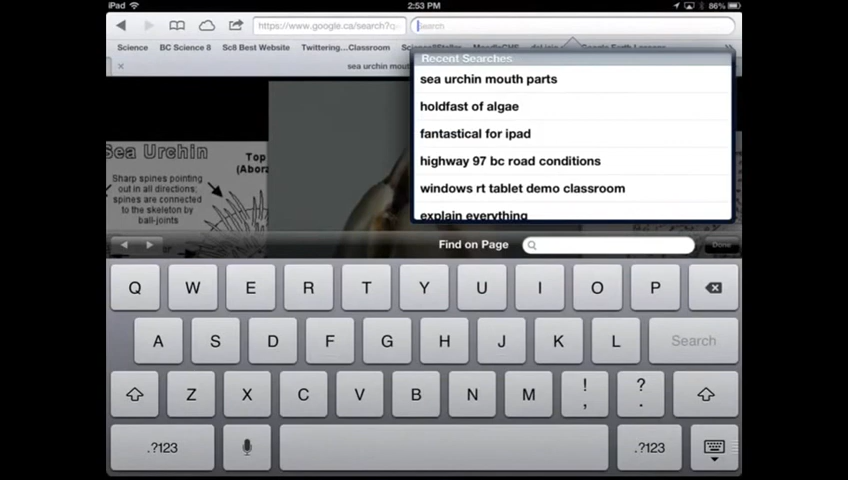 iPad 2:53 PM 86%
https://www.google.ca/search?q Search
Science BC Science 8 Sc8 Best Website Twittering...Classroom
sea urchin mout
Recent Searches
sea urchin mouth parts
holdfast of algae
fantastical for ipad
highway 97 bc road conditions
windows rt tablet demo classroom
explain everything
Sea Urchin
Top
(Abora
Sharp spines pointing
out in all directions;
spines are connected
to the skeleton by
ball-joints
Find on Page Done
Q W E R T Y U I O P
A S D F G H J K L Search
Z X C V B N M ! , ? .
.?123 .?123